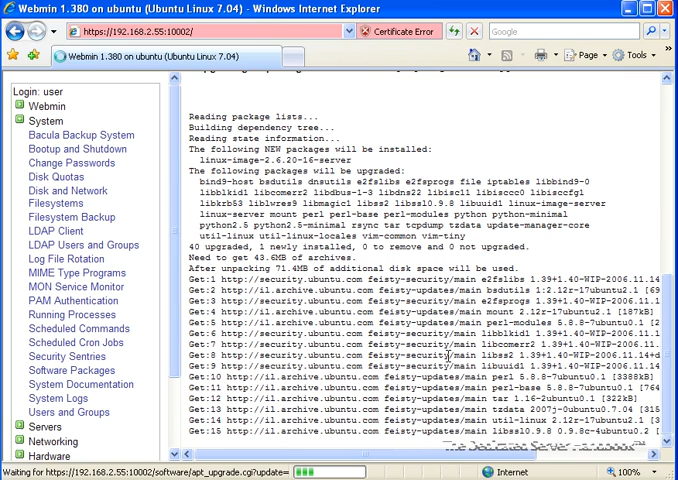 Webmin 1.380 on ubuntu (Ubuntu Linux 7.04) - Windows Internet Explorer
https://192.168.2.55:10002/
Certificate Error
Google
Webmin 1.380 on ubuntu (Ubuntu Linux 7.04)
Page
Tools
Login: user
Webmin
System
Bacula Backup System
Bootup and Shutdown
Change Passwords
Disk Quotas
Disk and Network
Filesystems
Filesystem Backup
LDAP Client
LDAP Users and Groups
Log File Rotation
MIME Type Programs
MON Service Monitor
PAM Authentication
Running Processes
Scheduled Commands
Scheduled Cron Jobs
Security Sentries
Software Packages
System Documentation
System Logs
Users and Groups
Servers
Networking
Hardware
Reading package lists...
Building dependency tree...
Reading state information...
The following NEW packages will be installed:
linux-image-2.6.20-16-server
The following packages will be upgraded:
bind9-host bsdutils dnsutils e2fslibs e2fsprogs file iptables libbind9-0
libblkid1 libcomerr2 libdbus-1-3 libdns22 libisc11 libisccc0 libisccfg1
libkrb53 liblwres9 libmagic1 libss2 libssl0.9.8 libuuid1 linux-image-server
linux-server mount perl perl-base perl-modules python python-minimal
python2.5 python2.5-minimal rsync tar tcpdump tzdata update-manager-core
util-linux util-linux-locales vim-common vim-tiny
40 upgraded, 1 newly installed, 0 to remove and 0 not upgraded.
Need to get 43.6MB of archives.
After unpacking 71.4MB of additional disk space will be used.
Get:1 http://security.ubuntu.com feisty-security/main e2fslibs 1.39+1.40-WIP-2006.11.14
Get:2 http://il.archive.ubuntu.com feisty-updates/main bsdutils 1:2.12r-17ubuntu2.1 [69
Get:3 http://security.ubuntu.com feisty-security/main e2fsprogs 1.39+1.40-WIP-2006.11.1
Get:4 http://il.archive.ubuntu.com feisty-updates/main mount 2.12r-17ubuntu2.1 [187kB]
Get:5 http://il.archive.ubuntu.com feisty-updates/main perl-modules 5.8.8-7ubuntu0.1 [2
Get:6 http://security.ubuntu.com feisty-security/main libblkid1 1.39+1.40-WIP-2006.11.1
Get:7 http://security.ubuntu.com feisty-security/main libcomerr2 1.39+1.40-WIP-2006.11.
Get:8 http://security.ubuntu.com feisty-security/main libss2 1.39+1.40-WIP-2006.11.14+d
Get:9 http://security.ubuntu.com feisty-security/main libuuid1 1.39+1.40-WIP-2006.11.14
Get:10 http://il.archive.ubuntu.com feisty-updates/main perl 5.8.8-7ubuntu0.1 [3388kB]
Get:11 http://il.archive.ubuntu.com feisty-updates/main perl-base 5.8.8-7ubuntu0.1 [764
Get:12 http://il.archive.ubuntu.com feisty-updates/main tar 1.16-2ubuntu0.1 [322kB]
Get:13 http://il.archive.ubuntu.com feisty-updates/main tzdata 2007j-0ubuntu0.7.04 [315
Get:14 http://il.archive.ubuntu.com feisty-updates/main util-linux 2.12r-17ubuntu2.1 [3
Get:15 http://il.archive.ubuntu.com feisty-updates/main libssl0.9.8 0.9.8c-4ubuntu0.2 [
The Dedicated Server Handbook™
Waiting for https://192.168.2.55:10002/software/apt_upgrade.cgi?update=
Internet
100%